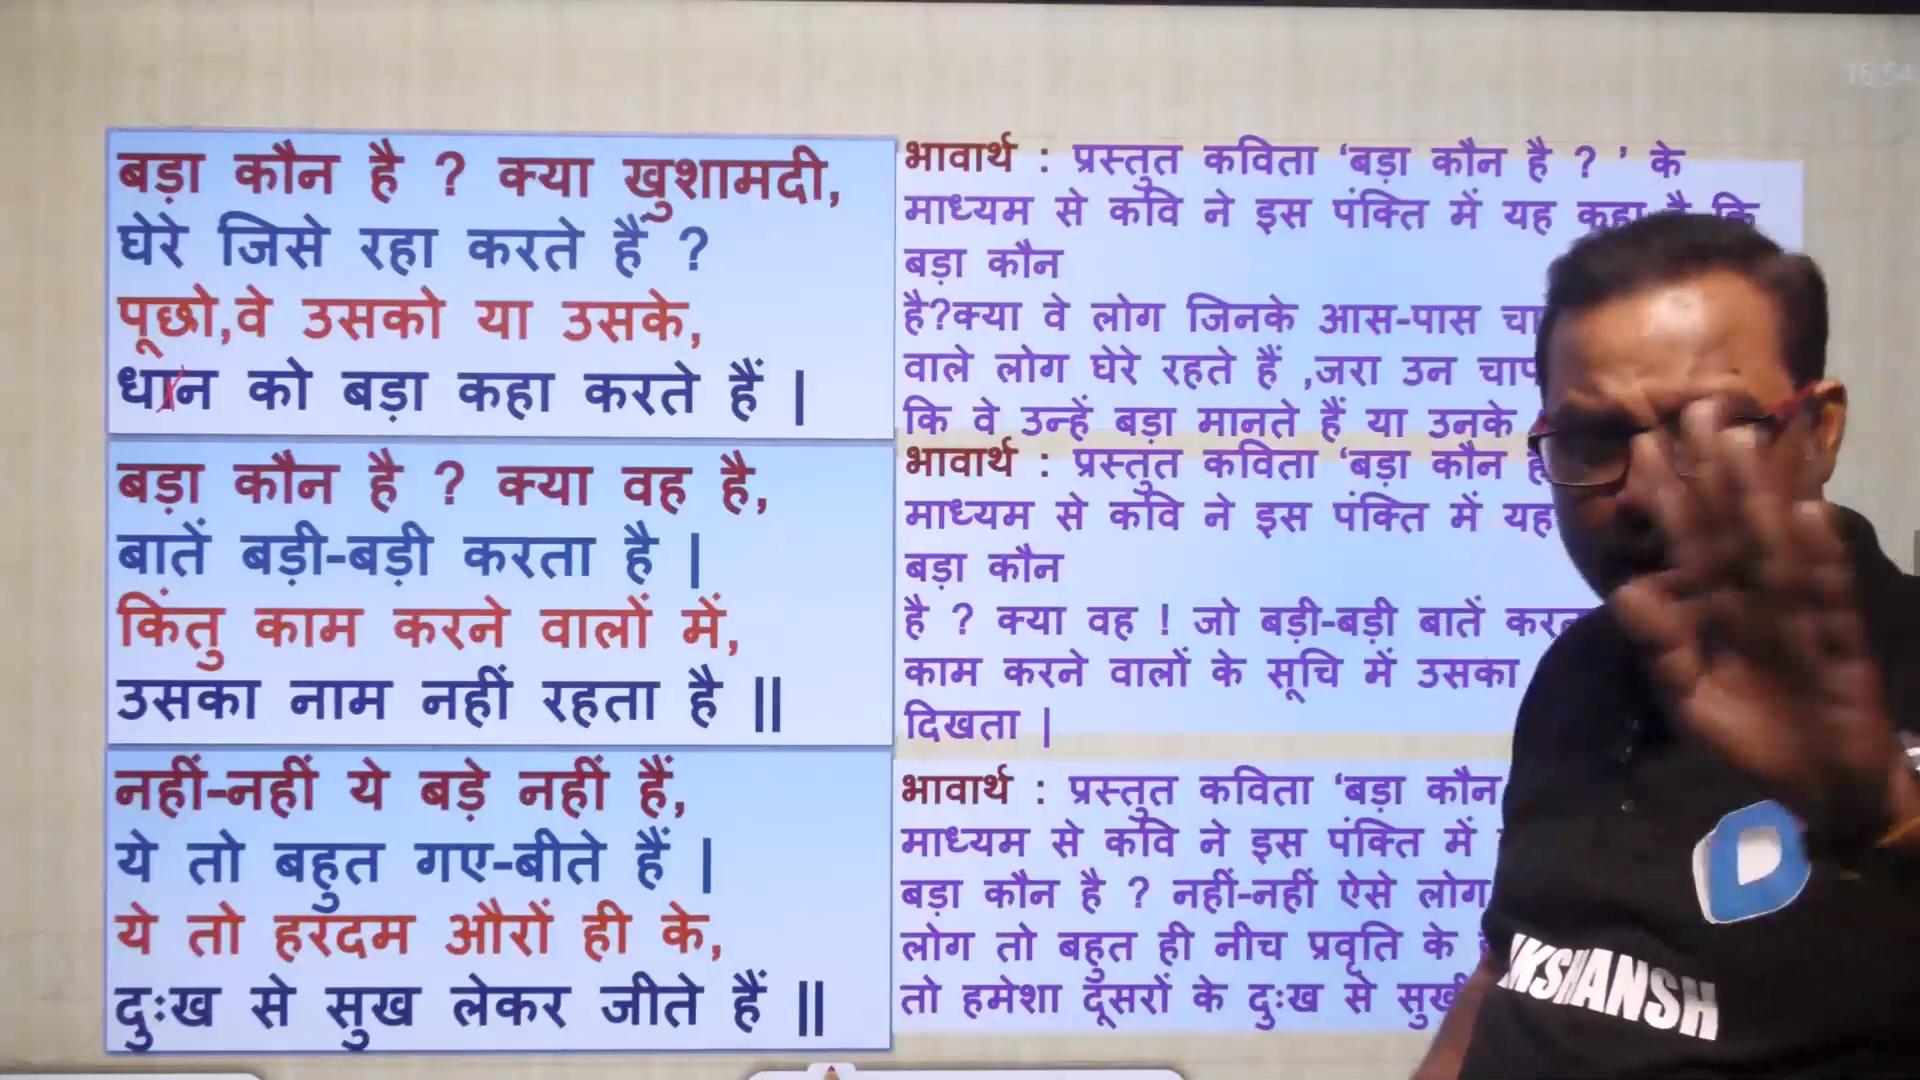 बड़ा कौन है ? क्या खुशामदी,
घेरे जिसे रहा करते हैं ?
पूछो,वे उसको या उसके,
धान को बड़ा कहा करते हैं |
बड़ा कौन है ? क्या वह है,
बातें बड़ी-बड़ी करता है |
किंतु काम करने वालों में,
उसका नाम नहीं रहता है ||
नहीं-नहीं ये बड़े नहीं हैं,
ये तो बहुत गए-बीते हैं |
ये तो हरदम औरों ही के,
दुःख से सुख लेकर जीते हैं ||
भावार्थ : प्रस्तुत कविता ‘बड़ा कौन है ? ’ के
माध्यम से कवि ने इस पंक्ति में यह कहा है कि
बड़ा कौन
है?क्या वे लोग जिनके आस-पास
वाले लोग घेरे रहते हैं ,जरा उन
कि वे उन्हें बड़ा मानते हैं या उनके
भावार्थ : प्रस्तुत कविता ‘बड़ा कौन
माध्यम से कवि ने इस पंक्ति में यह
बड़ा कौन
है ? क्या वह ! जो बड़ी-बड़ी बातें
काम करने वालों के सूचि में उसका
दिखता |
भावार्थ : प्रस्तुत कविता ‘बड़ा कौन
माध्यम से कवि ने इस पंक्ति में
बड़ा कौन है ? नहीं-नहीं ऐसे लोग
लोग तो बहुत ही नीच प्रवृति के
तो हमेशा दूसरों के दुःख से
16:54